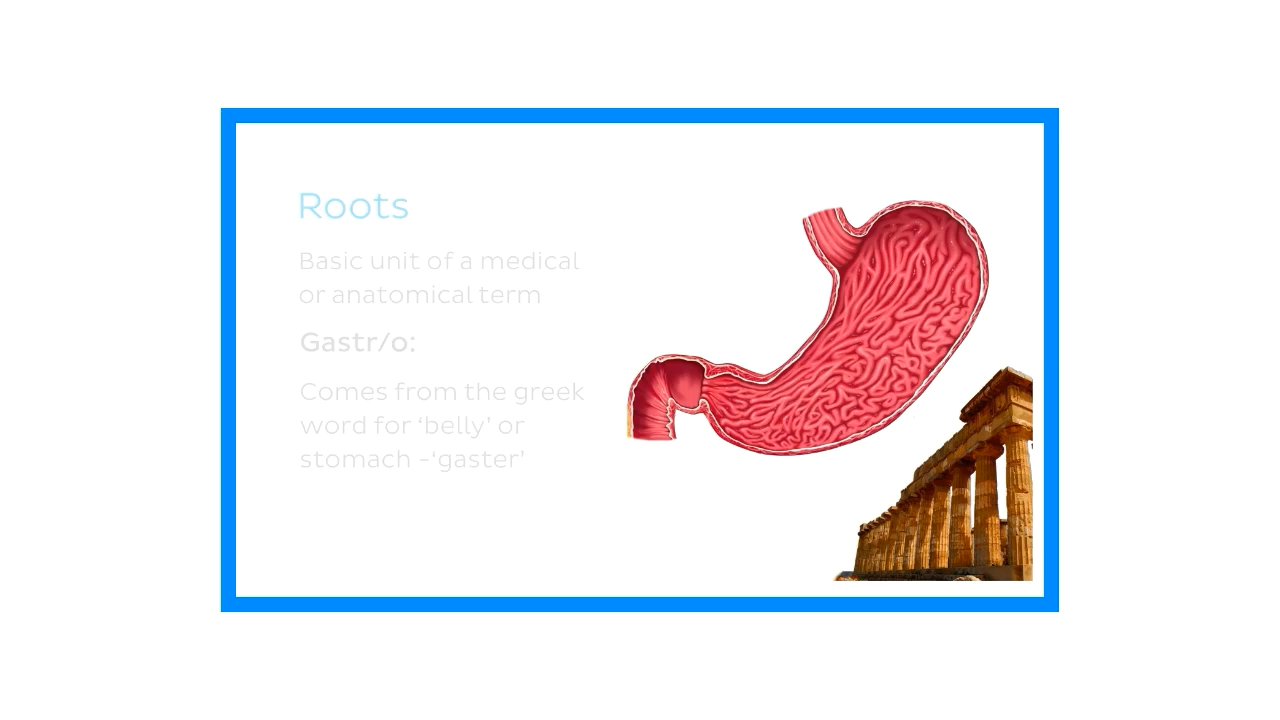 Roots
Basic unit of a medical
or anatomical term
Gastr/o:
Comes from the greek
word for ‘belly’ or
stomach -‘gaster’